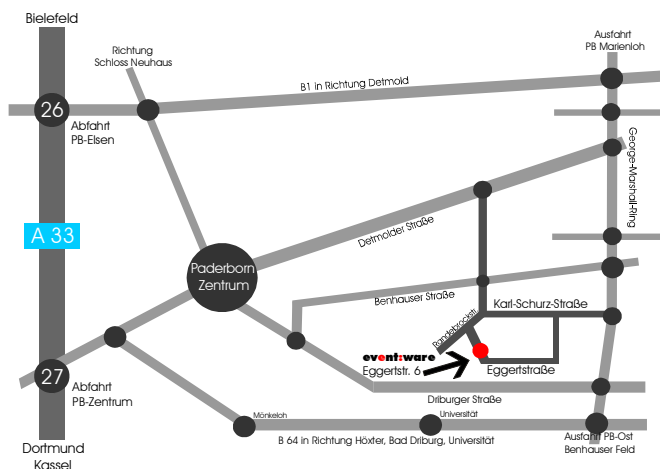 Bielefeld
Ausfahrt
PB Marienloh
Richtung
Schloss Neuhaus
B1 in Richtung Detmold
26
Abfahrt
PB-Elsen
George-Marshall-Ring
A 33
Detmolder Straße
Paderborn
Zentrum
Benhauser Straße
Karl-Schurz-Straße
Randebrockstr.
event:ware
Eggertstr. 6
Eggertstraße
27
Abfahrt
PB-Zentrum
Driburger Straße
Mönkeloh
Universität
B 64 in Richtung Höxter, Bad Driburg, Universität
Ausfahrt PB-Ost
Benhauser Feld
Dortmund
Kassel